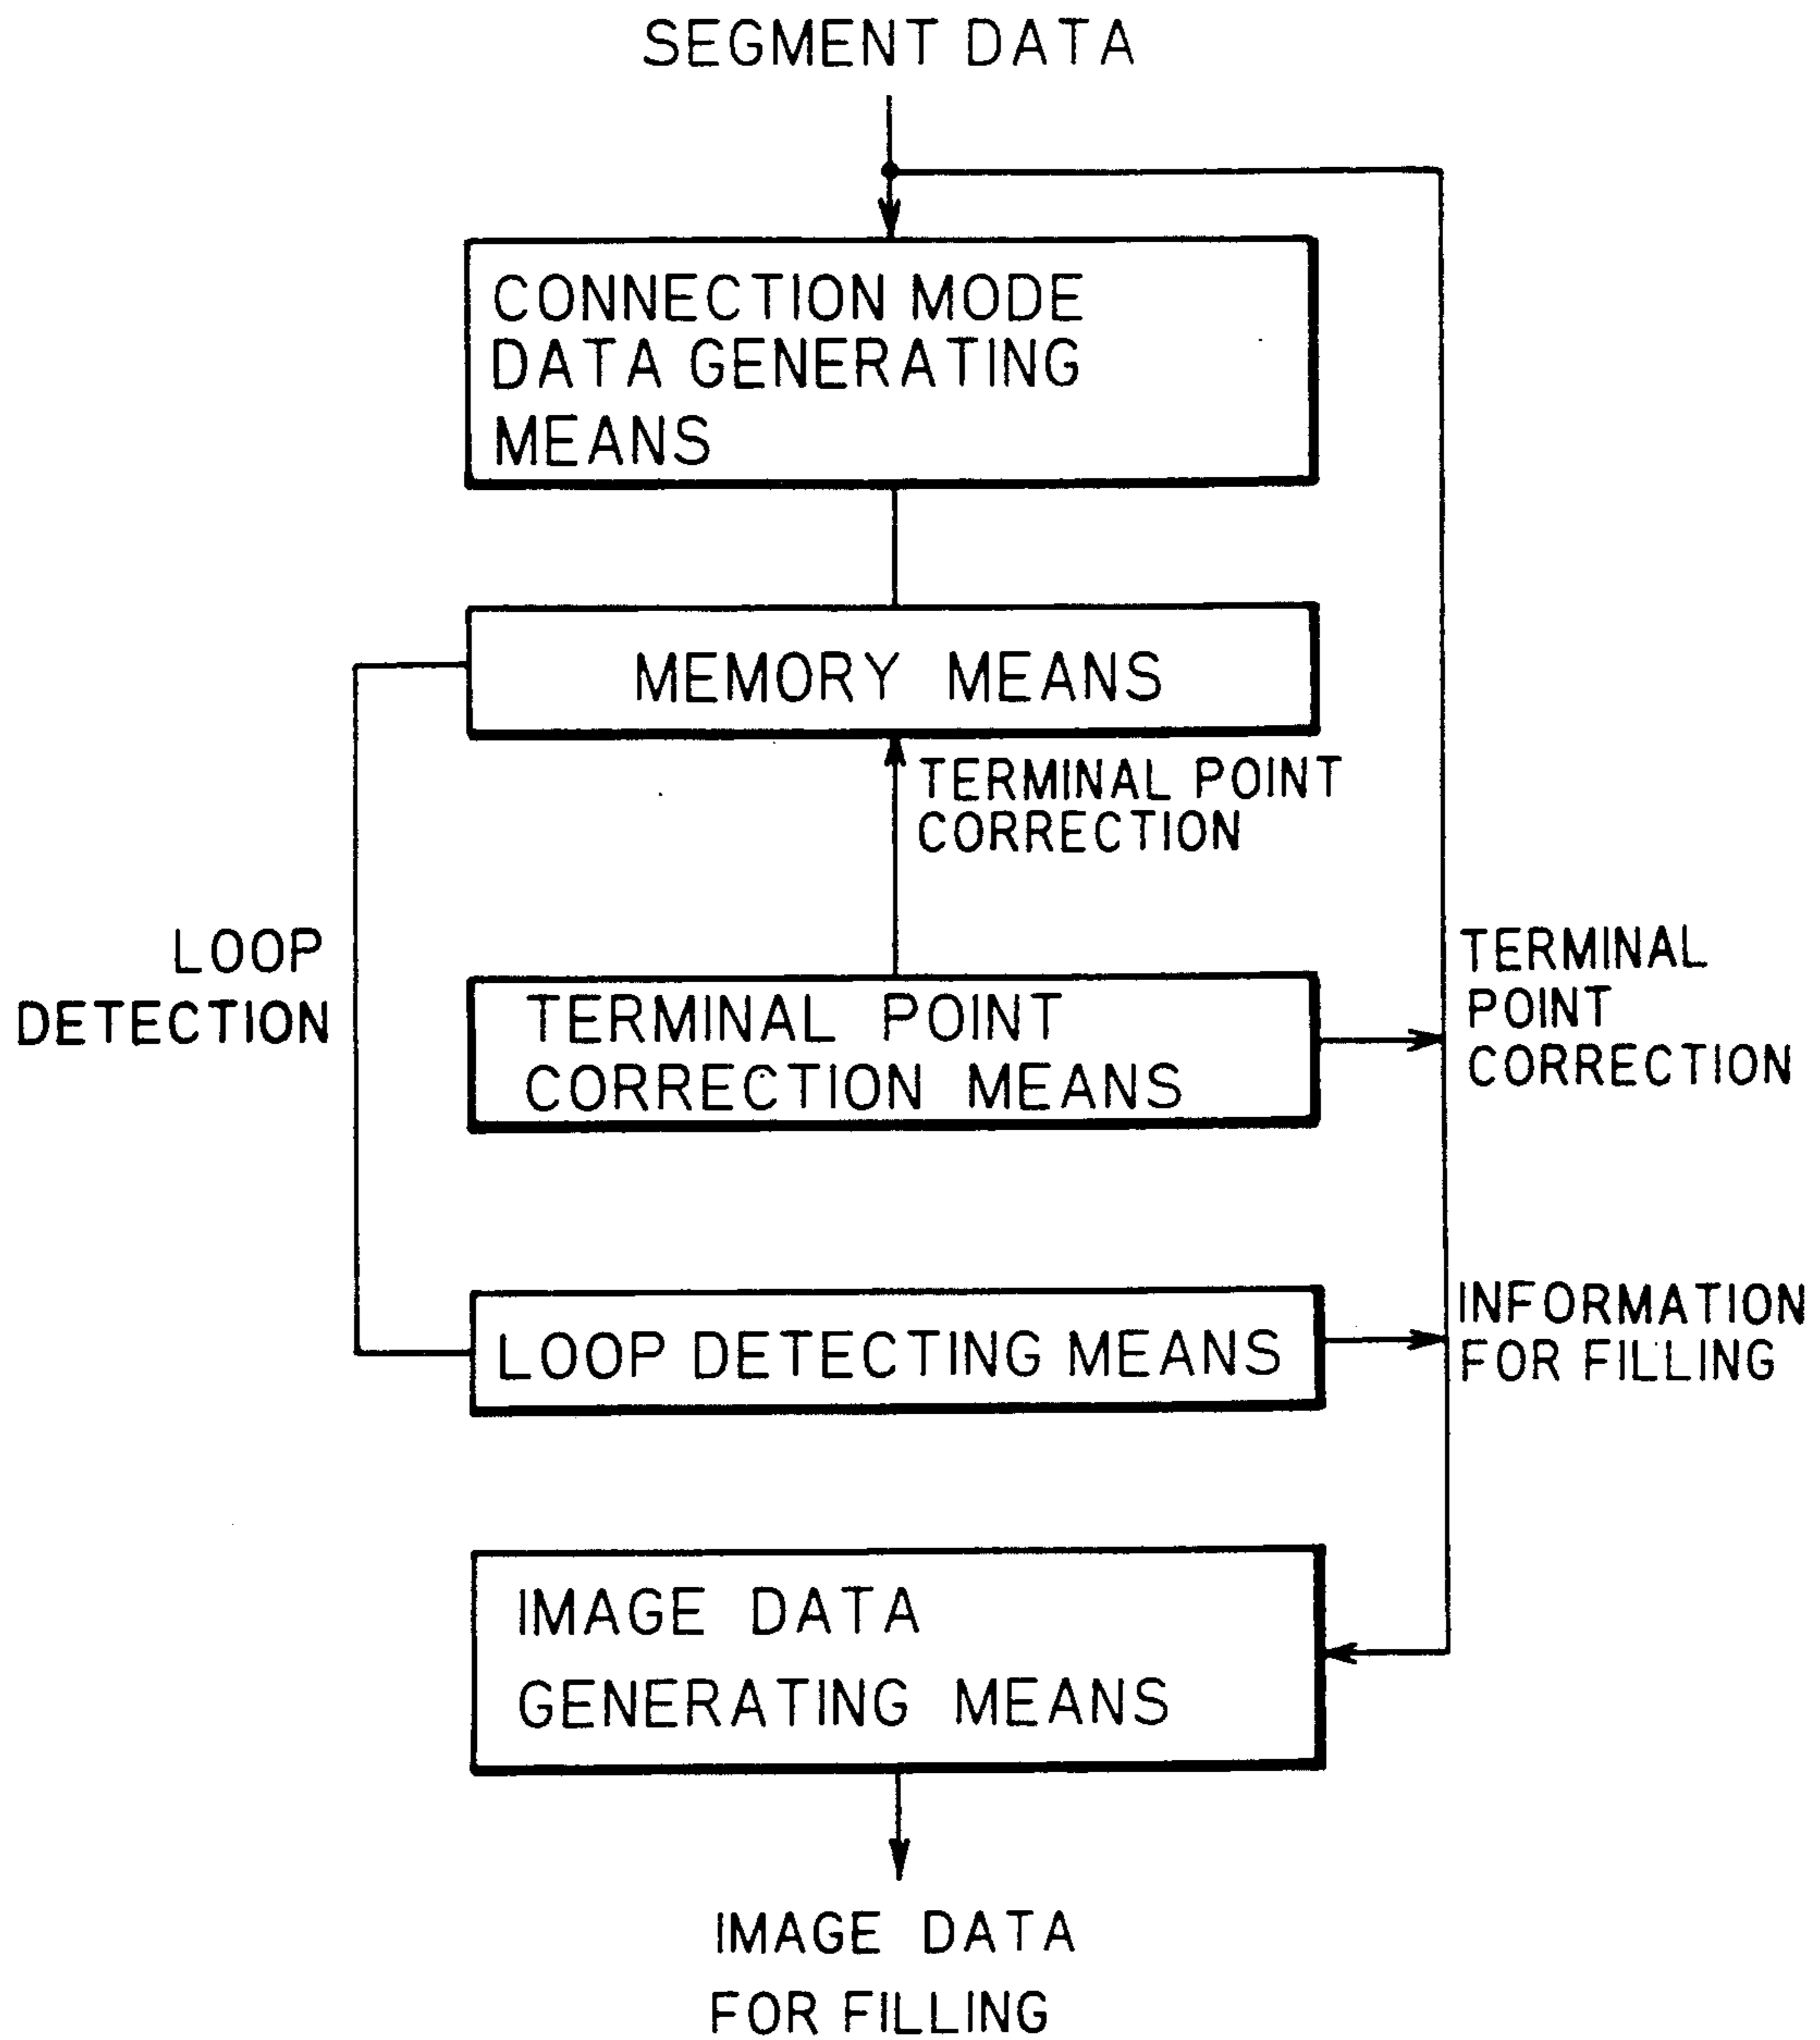 SEGMENT DATA
CONNECTION MODE
DATA GENERATING
MEANS
MEMORY MEANS
TERMINAL POINT
CORRECTION
LOOP
DETECTION
TERMINAL POINT
CORRECTION MEANS
TERMINAL
POINT
CORRECTION
LOOP DETECTING MEANS
INFORMATION
FOR FILLING
IMAGE DATA
GENERATING MEANS
IMAGE DATA
FOR FILLING